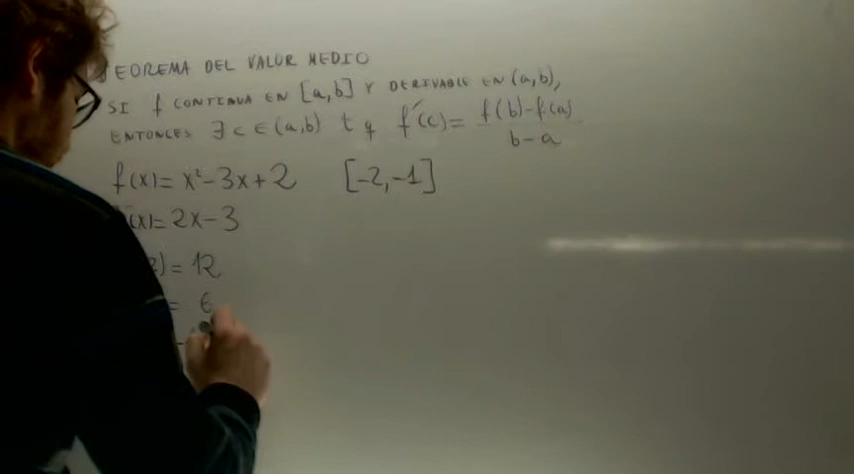 TEOREMA DEL VALOR MEDIO
SI f CONTINUA EN [a,b] Y DERIVABLE EN (a,b),
ENTONCES ∃ c ∈ (a,b) t q f'(c) = f(b)-f(a) / b-a
f(x)= x²-3x+2 [-2,-1]
(x)= 2x-3
2) = 12
= 6